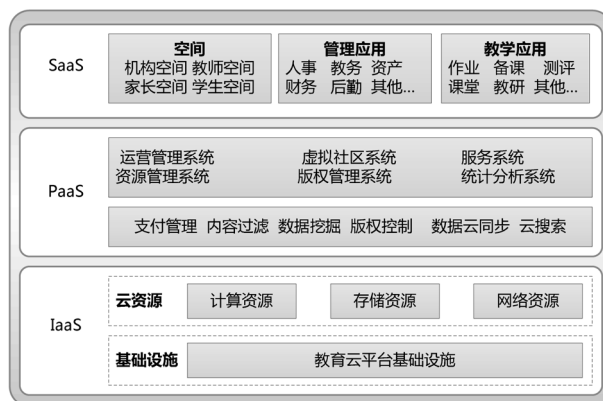 SaaS
空间
机构空间 教师空间
家长空间 学生空间
管理应用
人事 教务 资产
财务 后勤 其他...
教学应用
作业 备课 测评
课堂 教研 其他...
PaaS
运营管理系统 虚拟社区系统 服务系统
资源管理系统 版权管理系统 统计分析系统
支付管理 内容过滤 数据挖掘 版权控制 数据云同步 云搜索
IaaS
云资源 计算资源 存储资源 网络资源
基础设施 教育云平台基础设施